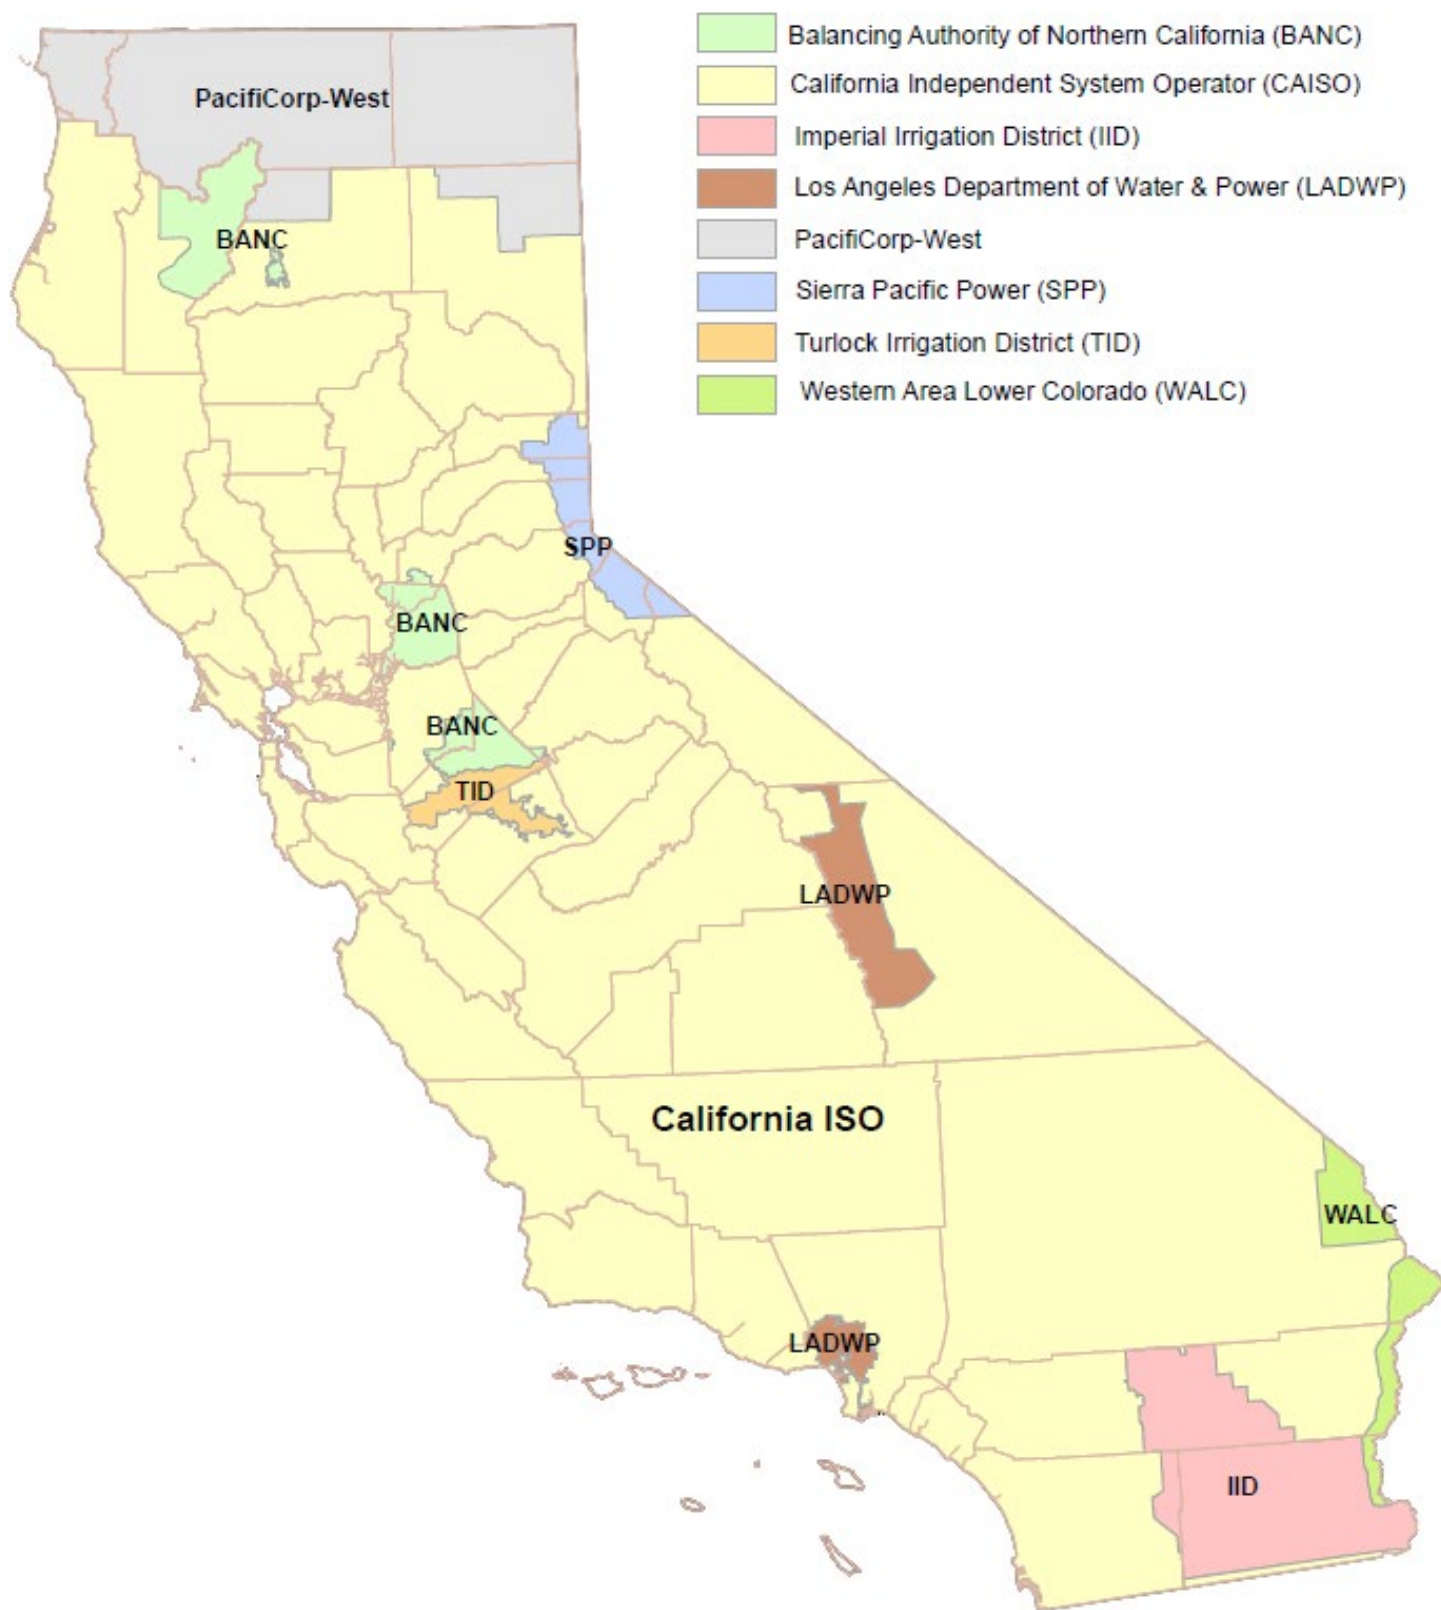 Balancing Authority of Northern California (BANC)
California Independent System Operator (CAISO)
Imperial Irrigation District (IID)
Los Angeles Department of Water & Power (LADWP)
PacifiCorp-West
Sierra Pacific Power (SPP)
Turlock Irrigation District (TID)
Western Area Lower Colorado (WALC)
PacifiCorp-West
BANC
SPP
BANC
BANC
TID
LADWP
California ISO
WALC
LADWP
IID